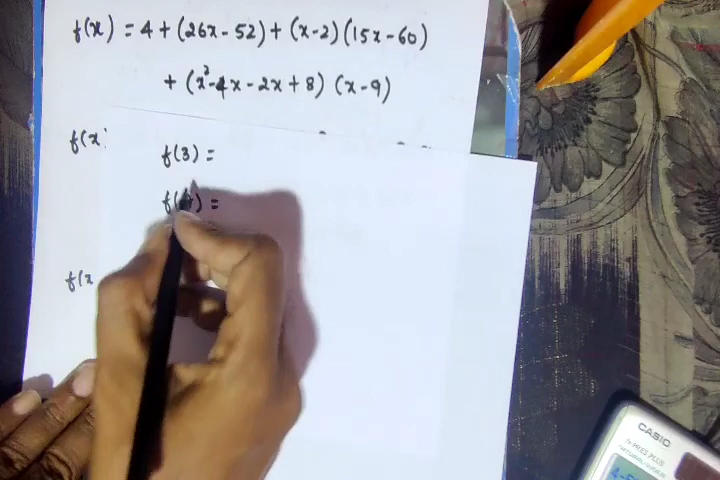 f(x) = 4 + (26x - 52) + (x-2) (15x - 60)
+ (x² - 4x - 2x + 8) (x - 9)
f(x)
f(3) =
f( ) =
f(x
CASIO